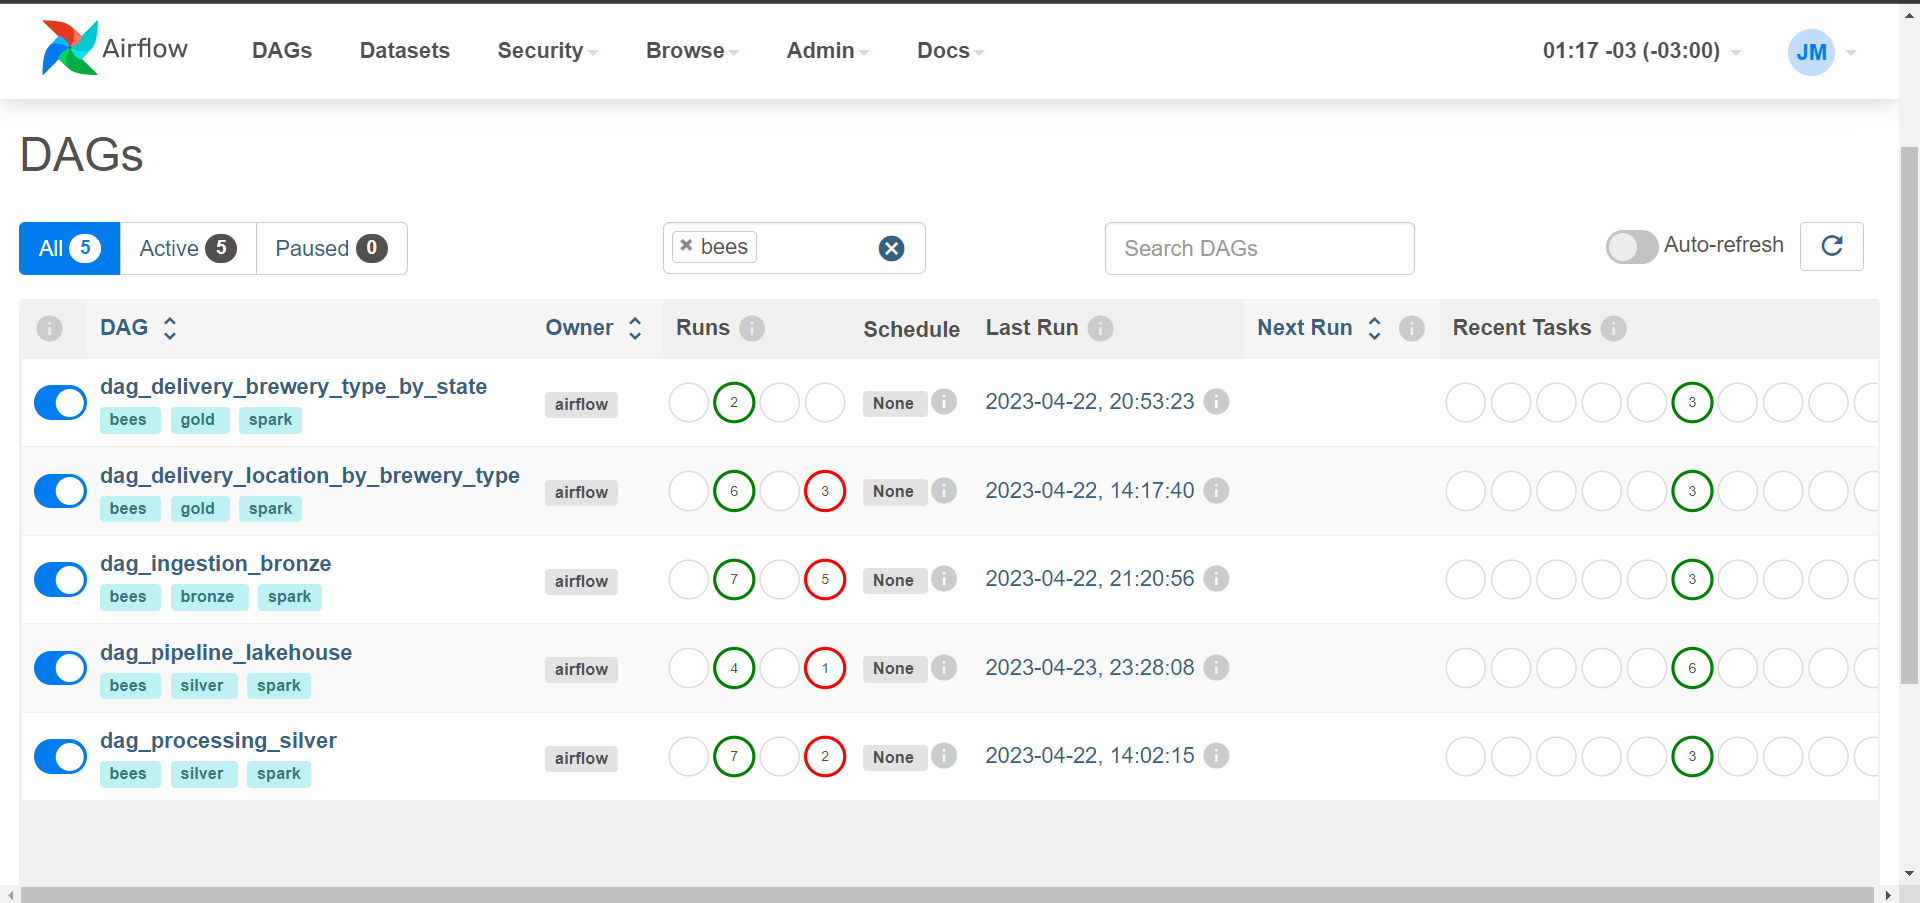 Airflow DAGs Datasets Security Browse Admin Docs 01:17 -03 (-03:00) JM
DAGs
All 5 Active 5 Paused 0 × bees Search DAGs Auto-refresh
DAG Owner Runs Schedule Last Run Next Run Recent Tasks
dag_delivery_brewery_type_by_state
bees gold spark
airflow 2 None 2023-04-22, 20:53:23 3
dag_delivery_location_by_brewery_type
bees gold spark
airflow 6 3 None 2023-04-22, 14:17:40 3
dag_ingestion_bronze
bees bronze spark
airflow 7 5 None 2023-04-22, 21:20:56 3
dag_pipeline_lakehouse
bees silver spark
airflow 4 1 None 2023-04-23, 23:28:08 6
dag_processing_silver
bees silver spark
airflow 7 2 None 2023-04-22, 14:02:15 3